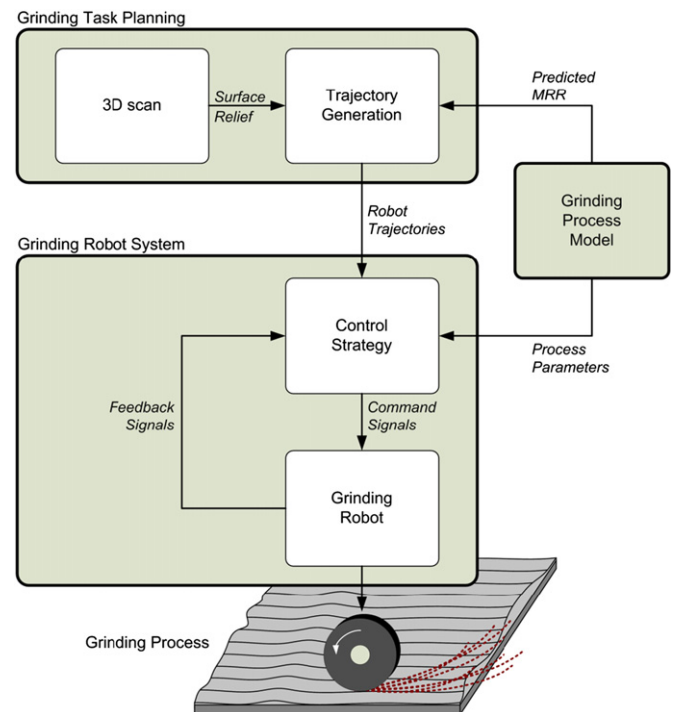 Grinding Task Planning
3D scan
Surface
Relief
Trajectory
Generation
Predicted
MRR
Grinding
Process
Model
Robot
Trajectories
Grinding Robot System
Control
Strategy
Process
Parameters
Feedback
Signals
Command
Signals
Grinding
Robot
Grinding Process